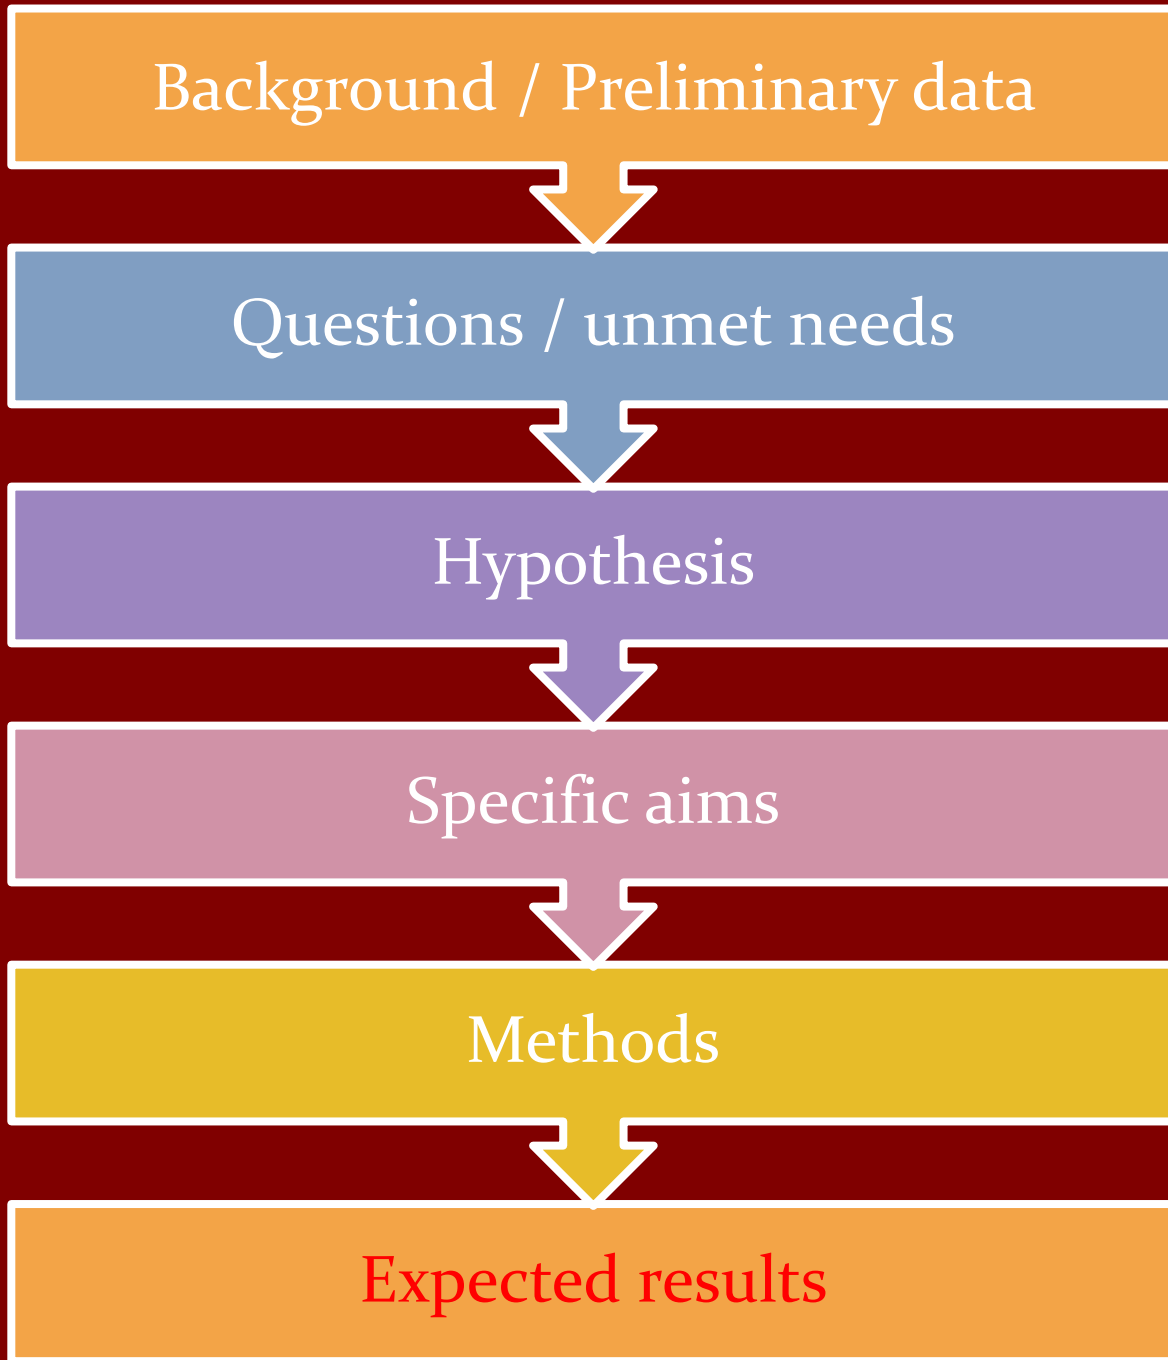 Background / Preliminary data
Questions / unmet needs
Hypothesis
Specific aims
Methods
Expected results